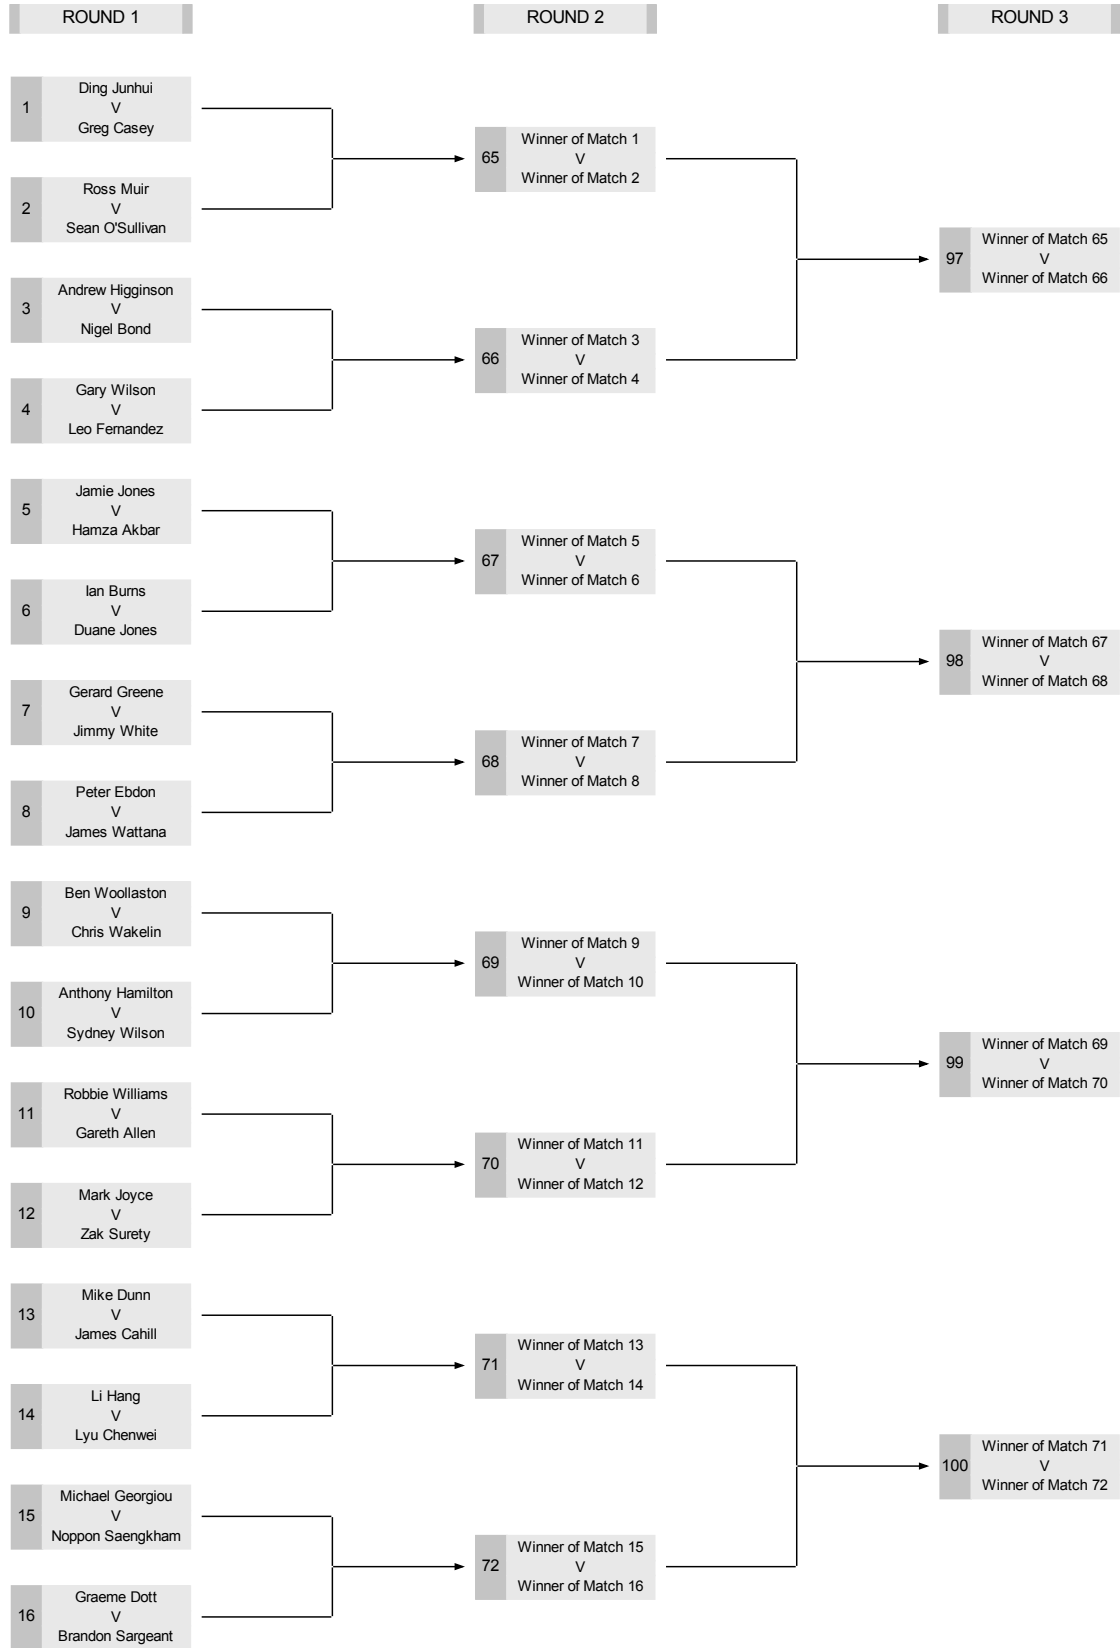 ROUND 1
ROUND 2
ROUND 3
1
Ding Junhui
V
Greg Casey
2
Ross Muir
V
Sean O'Sullivan
3
Andrew Higginson
V
Nigel Bond
4
Gary Wilson
V
Leo Fernandez
5
Jamie Jones
V
Hamza Akbar
6
Ian Burns
V
Duane Jones
7
Gerard Greene
V
Jimmy White
8
Peter Ebdon
V
James Wattana
9
Ben Woollaston
V
Chris Wakelin
10
Anthony Hamilton
V
Sydney Wilson
11
Robbie Williams
V
Gareth Allen
12
Mark Joyce
V
Zak Surety
13
Mike Dunn
V
James Cahill
14
Li Hang
V
Lyu Chenwei
15
Michael Georgiou
V
Noppon Saengkham
16
Graeme Dott
V
Brandon Sargeant
65
Winner of Match 1
V
Winner of Match 2
66
Winner of Match 3
V
Winner of Match 4
67
Winner of Match 5
V
Winner of Match 6
68
Winner of Match 7
V
Winner of Match 8
69
Winner of Match 9
V
Winner of Match 10
70
Winner of Match 11
V
Winner of Match 12
71
Winner of Match 13
V
Winner of Match 14
72
Winner of Match 15
V
Winner of Match 16
97
Winner of Match 65
V
Winner of Match 66
98
Winner of Match 67
V
Winner of Match 68
99
Winner of Match 69
V
Winner of Match 70
100
Winner of Match 71
V
Winner of Match 72